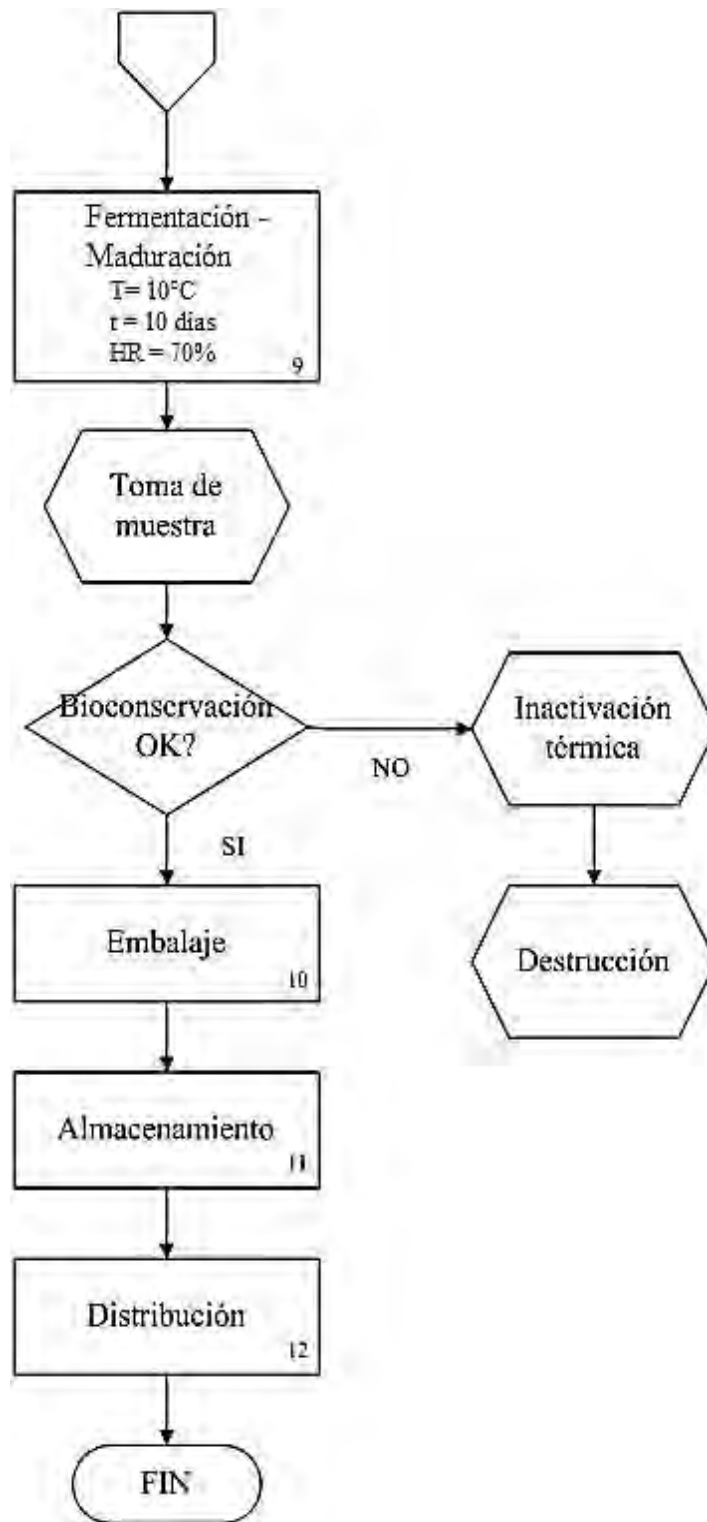 Fermentación -
Maduración
T= 10°C
t = 10 días
HR = 70%
9
Toma de
muestra
Bioconservación
OK?
NO
Inactivación
térmica
SI
Embalaje
10
Destrucción
Almacenamiento
11
Distribución
12
FIN